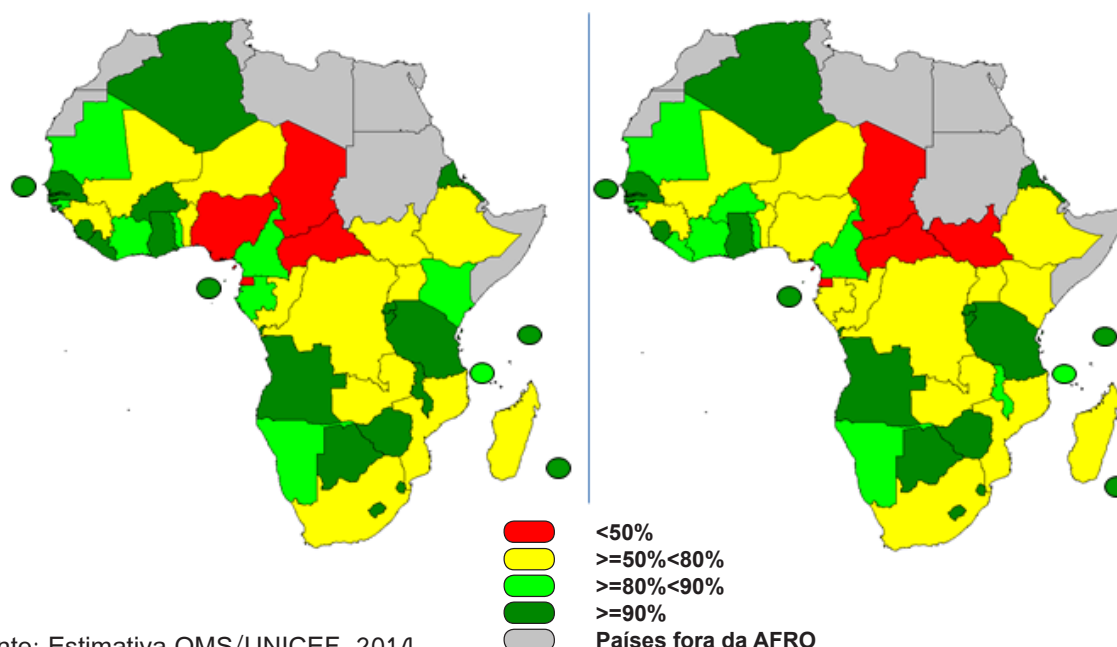 <50%
>=50%<80%
>=80%<90%
>=90%
Países fora da AFRO
Estimativa OMS/UNICEF, 2014